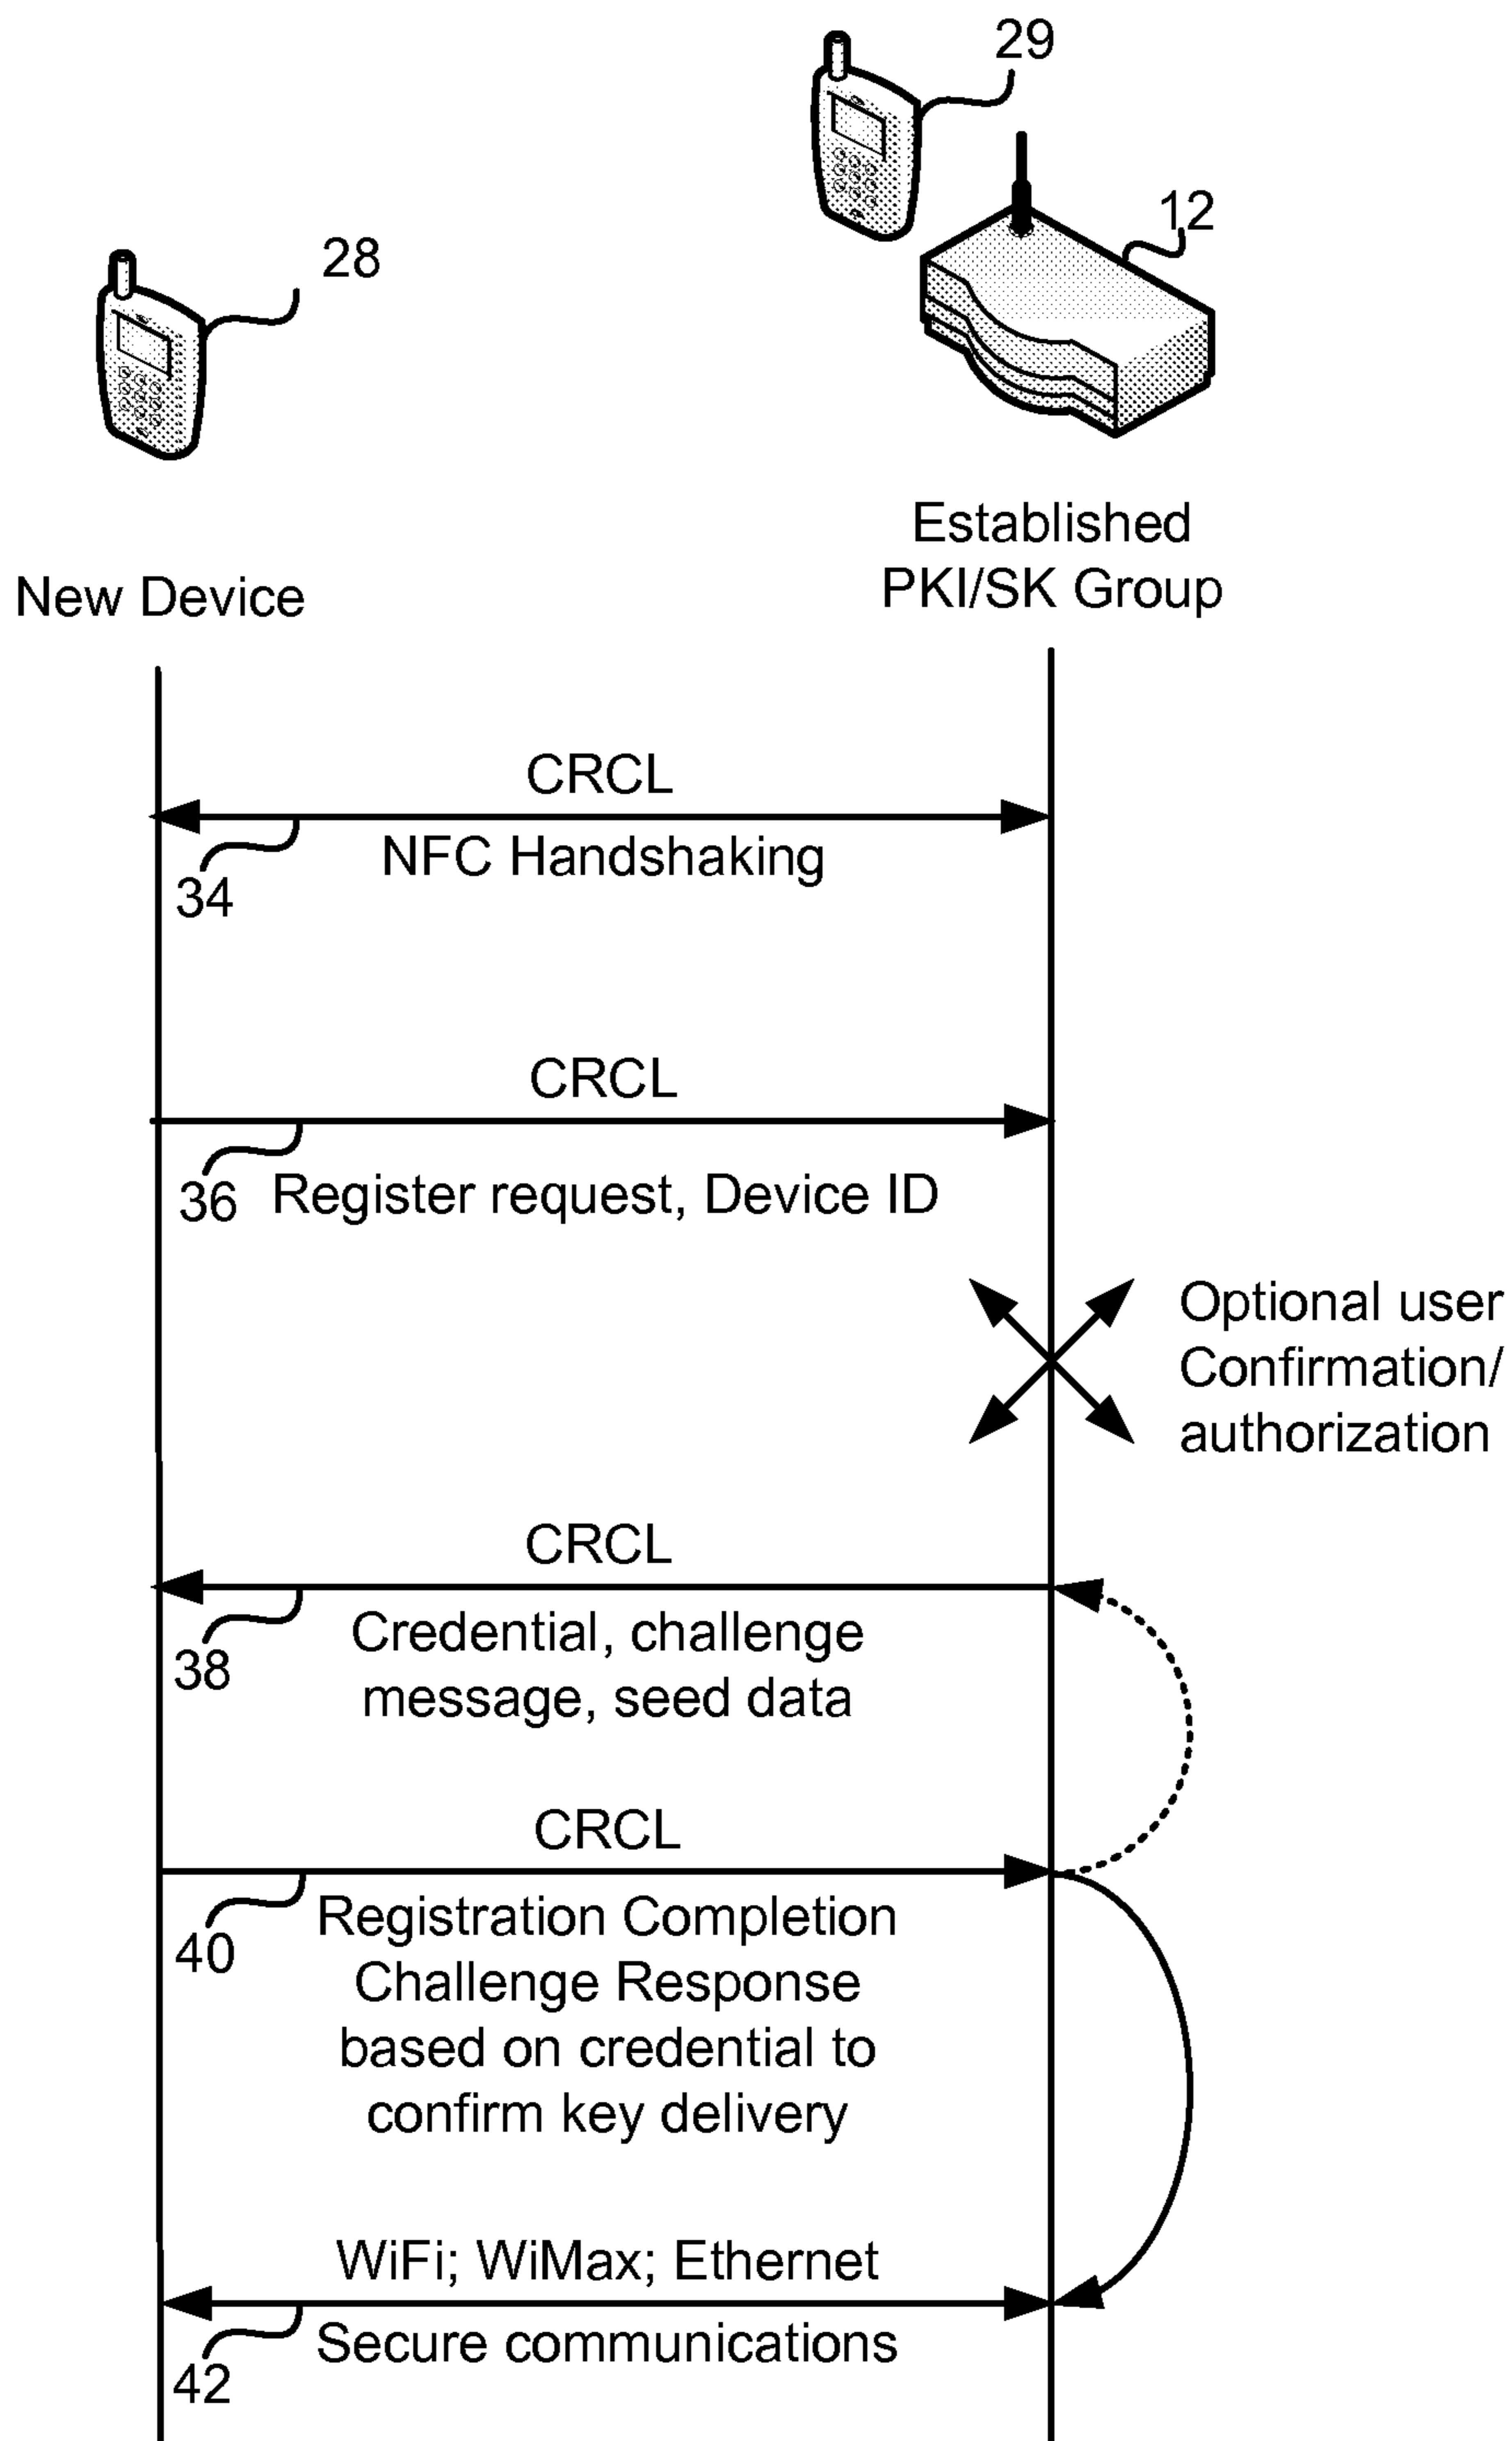 29
12
28
Established
PKI/SK Group
New Device
CRCL
NFC Handshaking
34
CRCL
36
Register request, Device ID
Optional user
Confirmation/
authorization
CRCL
Credential, challenge
message, seed data
38
CRCL
Registration Completion
Challenge Response
based on credential to
confirm key delivery
40
WiFi; WiMax; Ethernet
Secure communications
42